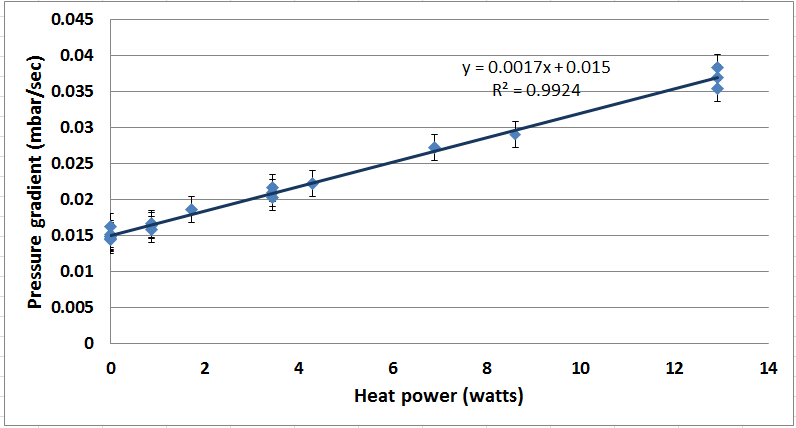 0.045
0.04
0.035
0.03
0.025
0.02
0.015
0.01
0.005
0
Pressure gradient (mbar/sec)
y = 0.0017x + 0.015
R² = 0.9924
0 2 4 6 8 10 12 14
Heat power (watts)